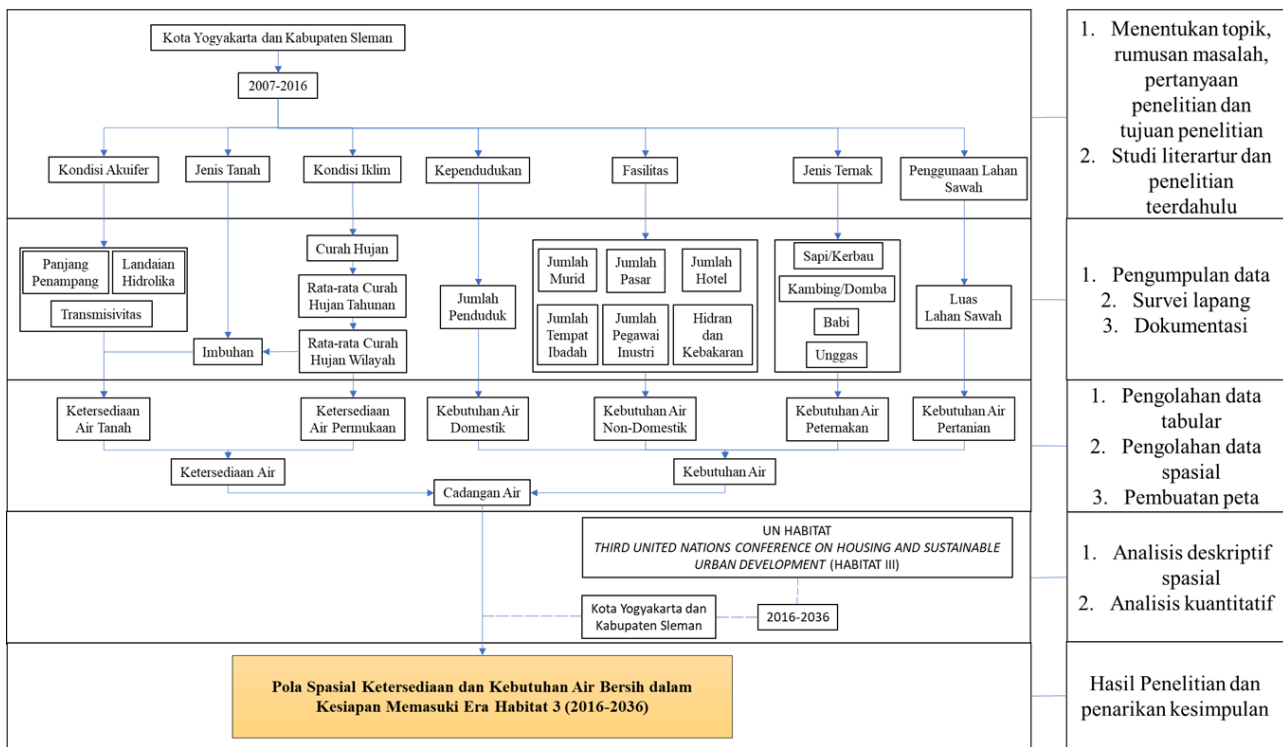 Kota Yogyakarta dan Kabupaten Sleman
2007-2016
Kondisi Akuifer
Jenis Tanah
Kondisi Iklim
Kependudukan
Fasilitas
Jenis Ternak
Penggunaan Lahan
Sawah
1. Menentukan topik,
rumusan masalah,
pertanyaan
penelitian dan
tujuan penelitian
2. Studi literartur dan
penelitian
teerdahulu
Panjang
Penampang
Landaian
Hidrolika
Transmisivitas
Imbuhan
Curah Hujan
Rata-rata Curah
Hujan Tahunan
Rata-rata Curah
Hujan Wilayah
Jumlah
Penduduk
Jumlah
Murid
Jumlah
Pasar
Jumlah
Hotel
Jumlah
Tempat
Ibadah
Jumlah
Pegawai
Inustri
Hidran
dan
Kebakaran
Sapi/Kerbau
Kambing/Domba
Babi
Unggas
Luas
Lahan Sawah
1. Pengumpulan data
2. Survei lapang
3. Dokumentasi
Ketersediaan
Air Tanah
Ketersediaan
Air Permukaan
Kebutuhan Air
Domestik
Kebutuhan Air
Non-Domestik
Kebutuhan Air
Peternakan
Kebutuhan Air
Pertanian
Ketersediaan Air
Kebutuhan Air
Cadangan Air
1. Pengolahan data
tabular
2. Pengolahan data
spasial
3. Pembuatan peta
UN HABITAT
THIRD UNITED NATIONS CONFERENCE ON HOUSING AND SUSTAINABLE
URBAN DEVELOPMENT (HABITAT III)
Kota Yogyakarta dan
Kabupaten Sleman
2016-2036
1. Analisis deskriptif
spasial
2. Analisis kuantitatif
Pola Spasial Ketersediaan dan Kebutuhan Air Bersih dalam
Kesiapan Memasuki Era Habitat 3 (2016-2036)
Hasil Penelitian dan
penarikan kesimpulan